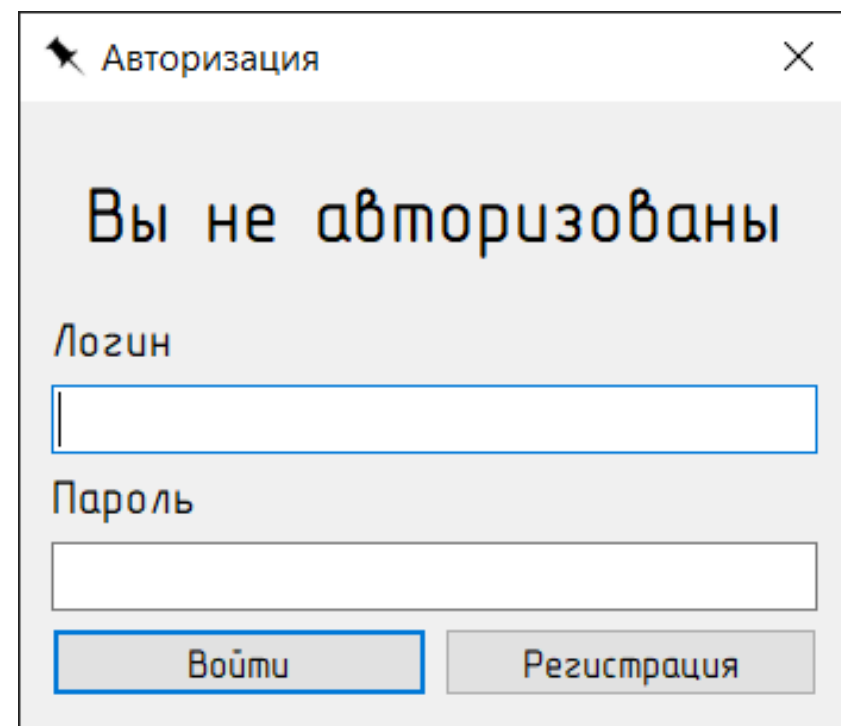 Авторизация
Вы не авторизованы
Логин
Пароль
Войти
Регистрация